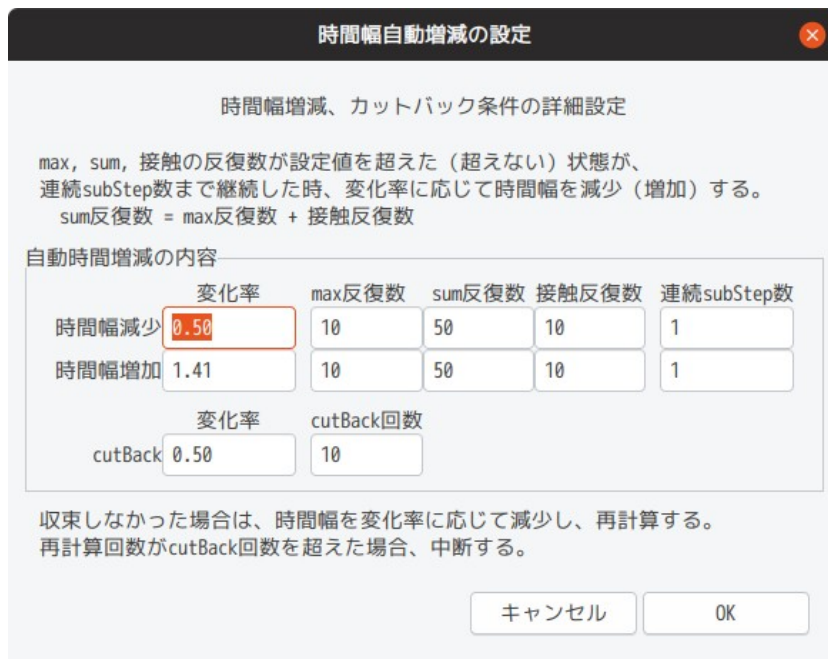 時間幅自動増減の設定
時間幅増減、カットバック条件の詳細設定
max, sum, 接触の反復数が設定値を超えた（超えない）状態が、
連続subStep数まで継続した時、変化率に応じて時間幅を減少（増加）する。
sum反復数 = max反復数 + 接触反復数
自動時間増減の内容
変化率 max反復数 sum反復数 接触反復数 連続subStep数
時間幅減少 0.50 10 50 10 1
時間幅増加 1.41 10 50 10 1
変化率 cutBack回数
cutBack 0.50 10
収束しなかった場合は、時間幅を変化率に応じて減少し、再計算する。
再計算回数がcutBack回数を超えた場合、中断する。
キャンセル OK